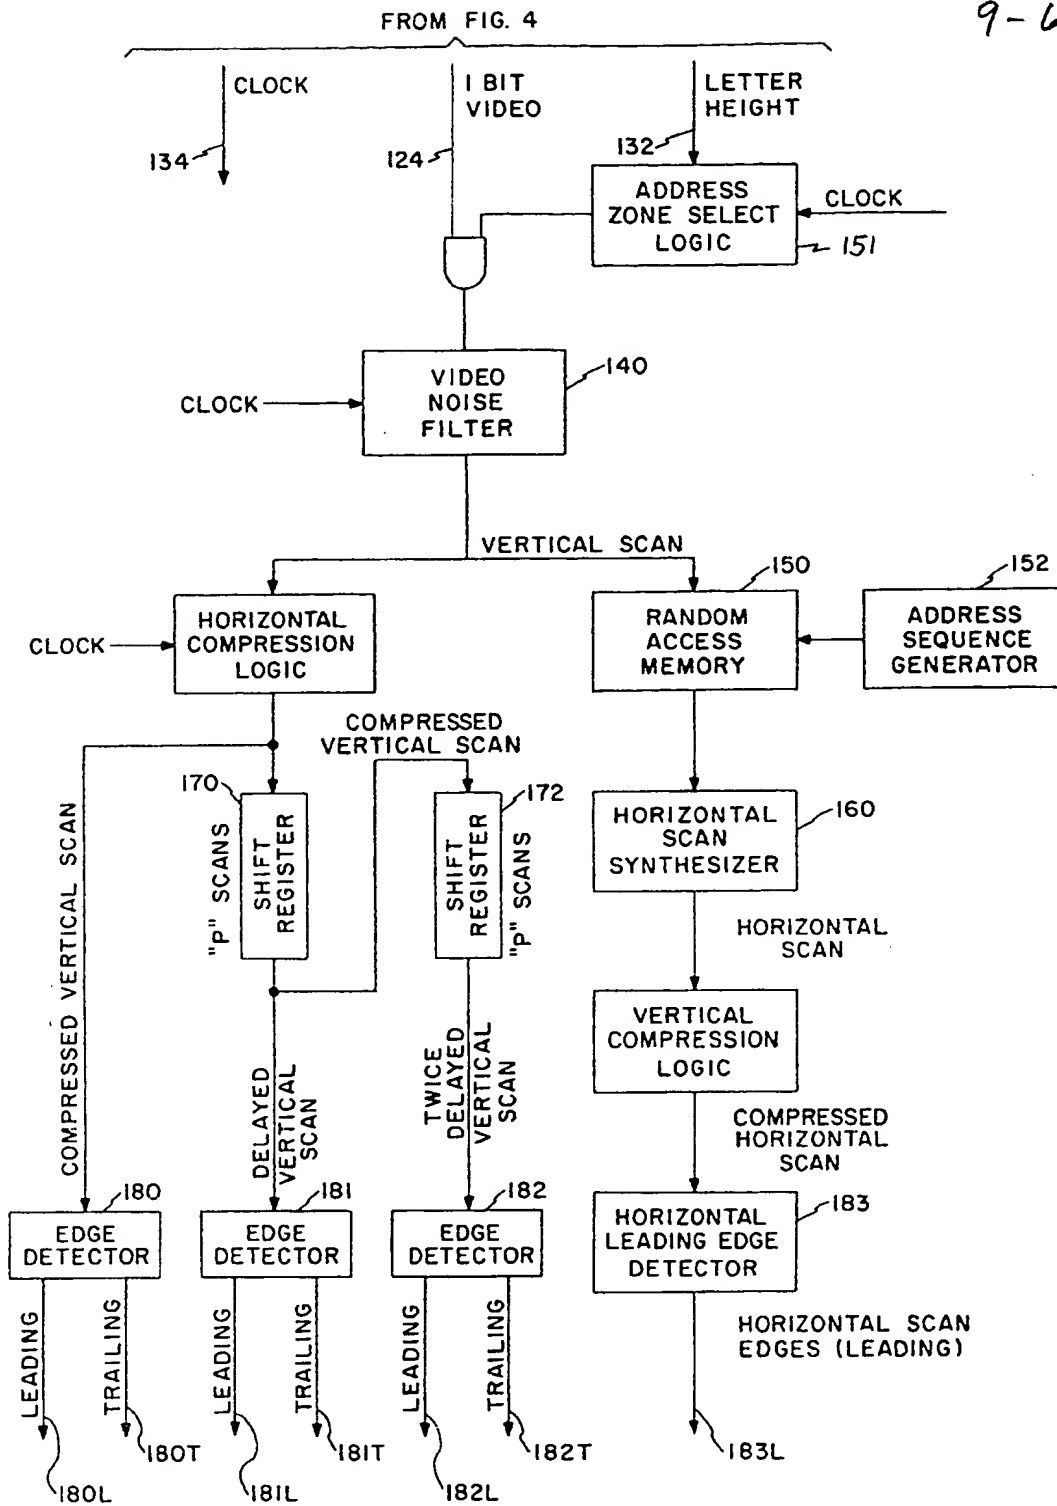 FROM FIG. 4
CLOCK
134
1 BIT
VIDEO
124
LETTER
HEIGHT
132
ADDRESS
ZONE SELECT
LOGIC
CLOCK
151
VIDEO
NOISE
FILTER
140
CLOCK
VERTICAL SCAN
HORIZONTAL
COMPRESSION
LOGIC
CLOCK
150
RANDOM
ACCESS
MEMORY
152
ADDRESS
SEQUENCE
GENERATOR
COMPRESSED
VERTICAL SCAN
COMPRESSED VERTICAL SCAN
170
"P" SCANS
SHIFT
REGISTER
172
SHIFT
REGISTER
"P" SCANS
HORIZONTAL
SCAN
SYNTHESIZER
160
HORIZONTAL
SCAN
DELAYED
VERTICAL
SCAN
TWICE
DELAYED
VERTICAL
SCAN
VERTICAL
COMPRESSION
LOGIC
COMPRESSED
HORIZONTAL
SCAN
180
EDGE
DETECTOR
181
EDGE
DETECTOR
182
EDGE
DETECTOR
183
HORIZONTAL
LEADING EDGE
DETECTOR
LEADING
TRAILING
LEADING
TRAILING
LEADING
TRAILING
HORIZONTAL SCAN
EDGES (LEADING)
180L
180T
181L
181T
182L
182T
183L